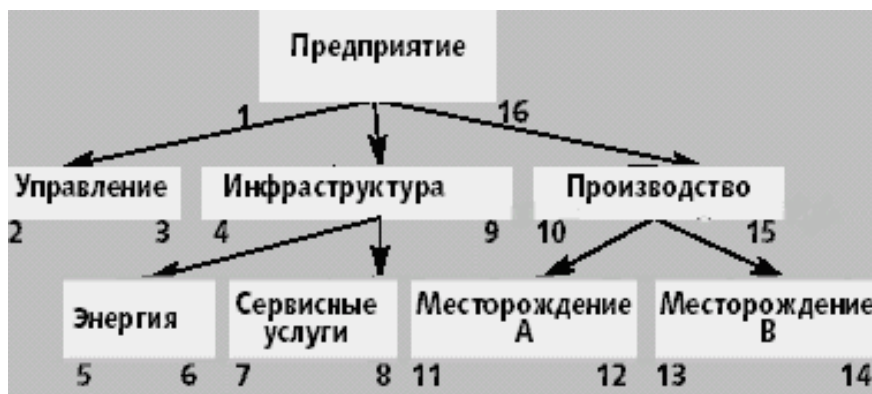 Предприятие
1 16
Управление Инфраструктура Производство
2 3 4 9 10 15
Энергия Сервисные услуги Месторождение А Месторождение В
5 6 7 8 11 12 13 14